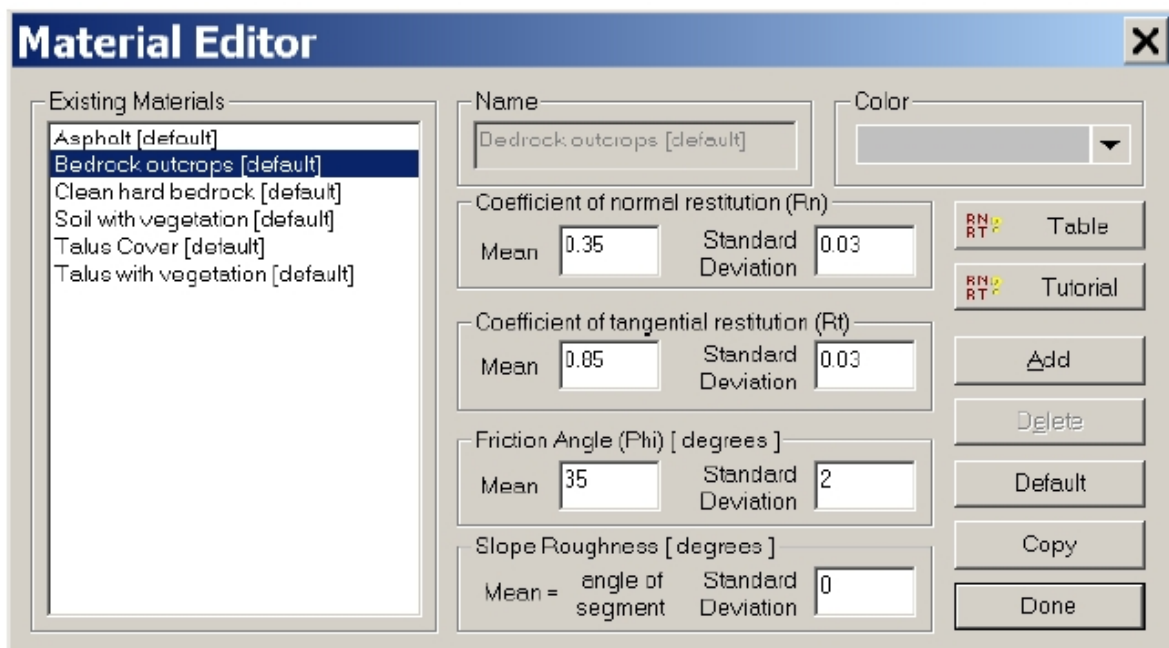 Material Editor
Existing Materials
Asphalt [default]
Bedrock outcrops [default]
Clean hard bedrock [default]
Soil with vegetation [default]
Talus Cover [default]
Talus with vegetation [default]
Name
Bedrock outcrops [default]
Color
Coefficient of normal restitution (Rn)
Mean 0.35 Standard Deviation 0.03
Coefficient of tangential restitution (Rt)
Mean 0.85 Standard Deviation 0.03
Friction Angle (Phi) [ degrees ]
Mean 35 Standard Deviation 2
Slope Roughness [ degrees ]
Mean = angle of segment Standard Deviation 0
RN RT ? Table
RN RT ? Tutorial
Add
Delete
Default
Copy
Done